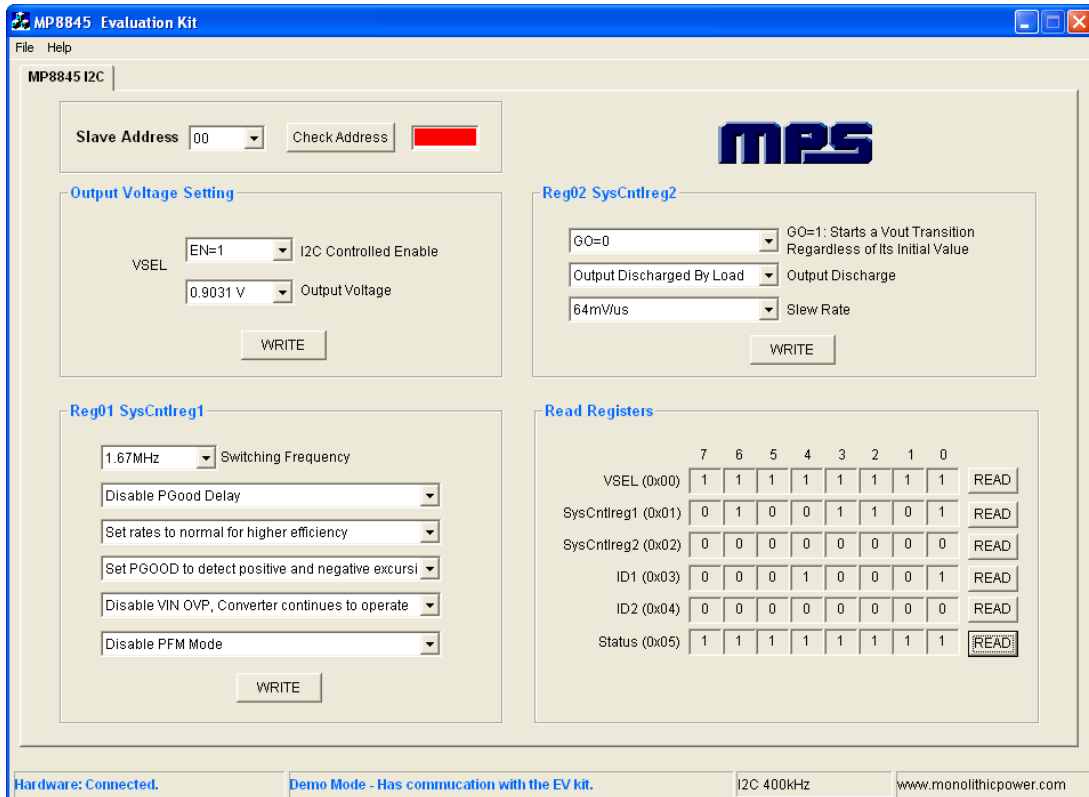 MP8845 Evaluation Kit
File Help
MP8845 I2C
Slave Address 00 Check Address
MPS
Output Voltage Setting
VSEL
EN=1 I2C Controlled Enable
0.9031 V Output Voltage
WRITE
Reg02 SysCntlreg2
GO=0 GO=1: Starts a Vout Transition
Regardless of Its Initial Value
Output Discharged By Load Output Discharge
64mV/us Slew Rate
WRITE
Reg01 SysCntlreg1
1.67MHz Switching Frequency
Disable PGood Delay
Set rates to normal for higher efficiency
Set PGOOD to detect positive and negative excursi
Disable VIN OVP, Converter continues to operate
Disable PFM Mode
WRITE
Read Registers
7 6 5 4 3 2 1 0
VSEL (0x00) 1 1 1 1 1 1 1 1 READ
SysCntlreg1 (0x01) 0 1 0 0 1 1 0 1 READ
SysCntlreg2 (0x02) 0 0 0 0 0 0 0 0 READ
ID1 (0x03) 0 0 0 1 0 0 0 1 READ
ID2 (0x04) 0 0 0 0 0 0 0 0 READ
Status (0x05) 1 1 1 1 1 1 1 1 READ
Hardware: Connected. Demo Mode - Has commucation with the EV kit. I2C 400kHz www.monolithicpower.com